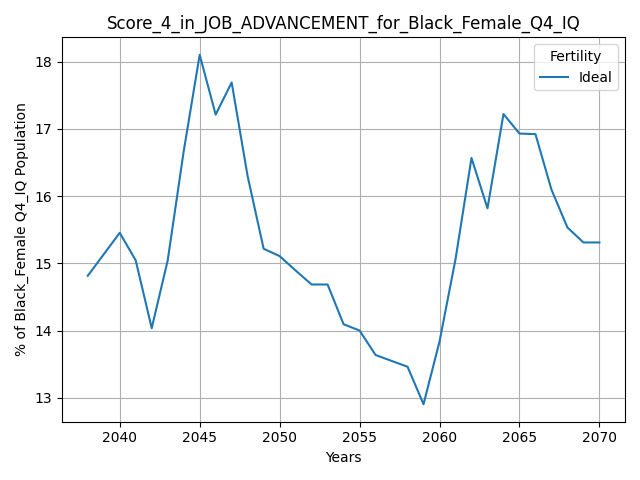 Score_4_in_JOB_ADVANCEMENT_for_Black_Female_Q4_IQ
Fertility
Ideal
% of Black_Female Q4_IQ Population
18
17
16
15
14
13
2040 2045 2050 2055 2060 2065 2070
Years